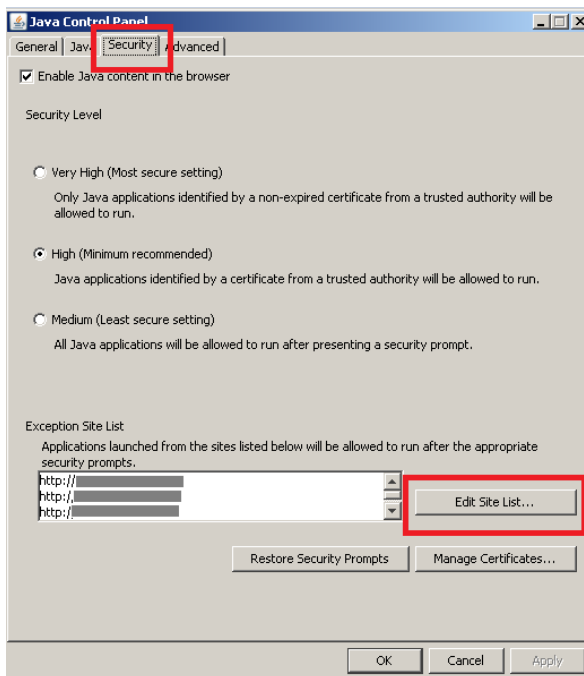 Java Control Panel
General Java Security Advanced
Enable Java content in the browser
Security Level
Very High (Most secure setting)
Only Java applications identified by a non-expired certificate from a trusted authority will be
allowed to run.
High (Minimum recommended)
Java applications identified by a certificate from a trusted authority will be allowed to run.
Medium (Least secure setting)
All Java applications will be allowed to run after presenting a security prompt.
Exception Site List
Applications launched from the sites listed below will be allowed to run after the appropriate
security prompts.
http://
http:/
http:/
Edit Site List...
Restore Security Prompts Manage Certificates...
OK Cancel Apply